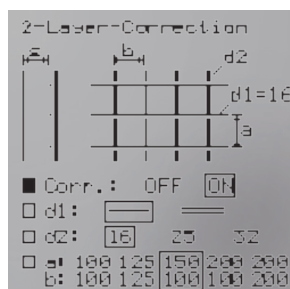 2-Layer-Correction
s b d2
d1=16
a
Corr.: OFF ON
d1:
d2: 16 25 32
a: 100 125 150 200 200
b: 100 125 100 100 200